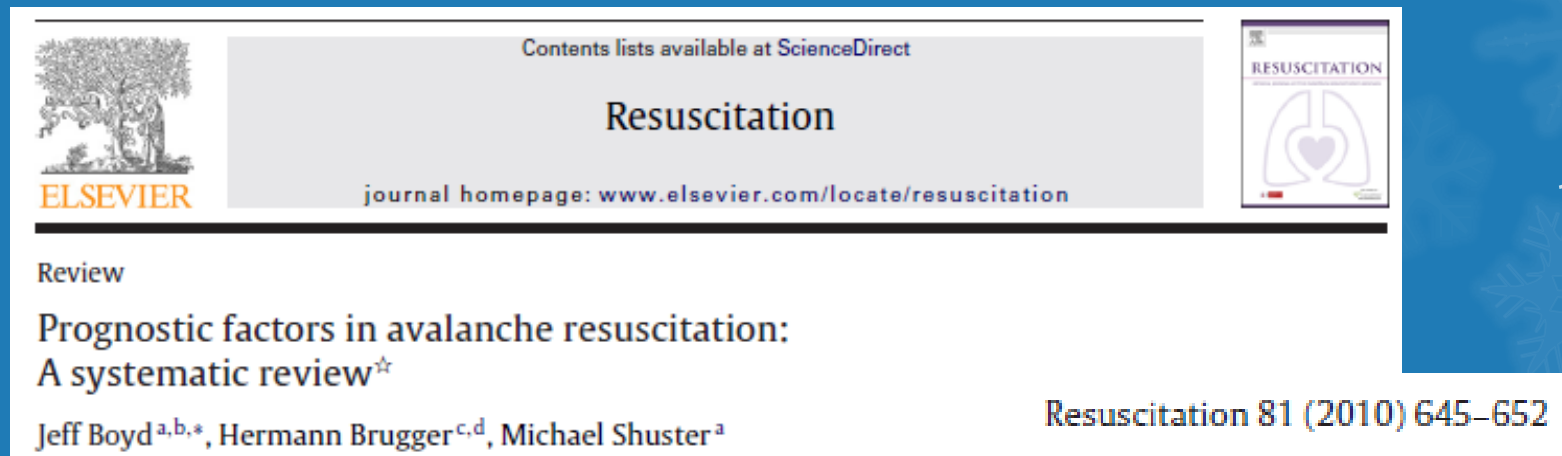 Contents lists available at ScienceDirect
RESUSCITATION
Resuscitation
ELSEVIER
journal homepage: www.elsevier.com/locate/resuscitation
Review
Prognostic factors in avalanche resuscitation:
A systematic review☆
Jeff Boyd a,b,*, Hermann Brugger c,d, Michael Shuster a
Resuscitation 81 (2010) 645–652